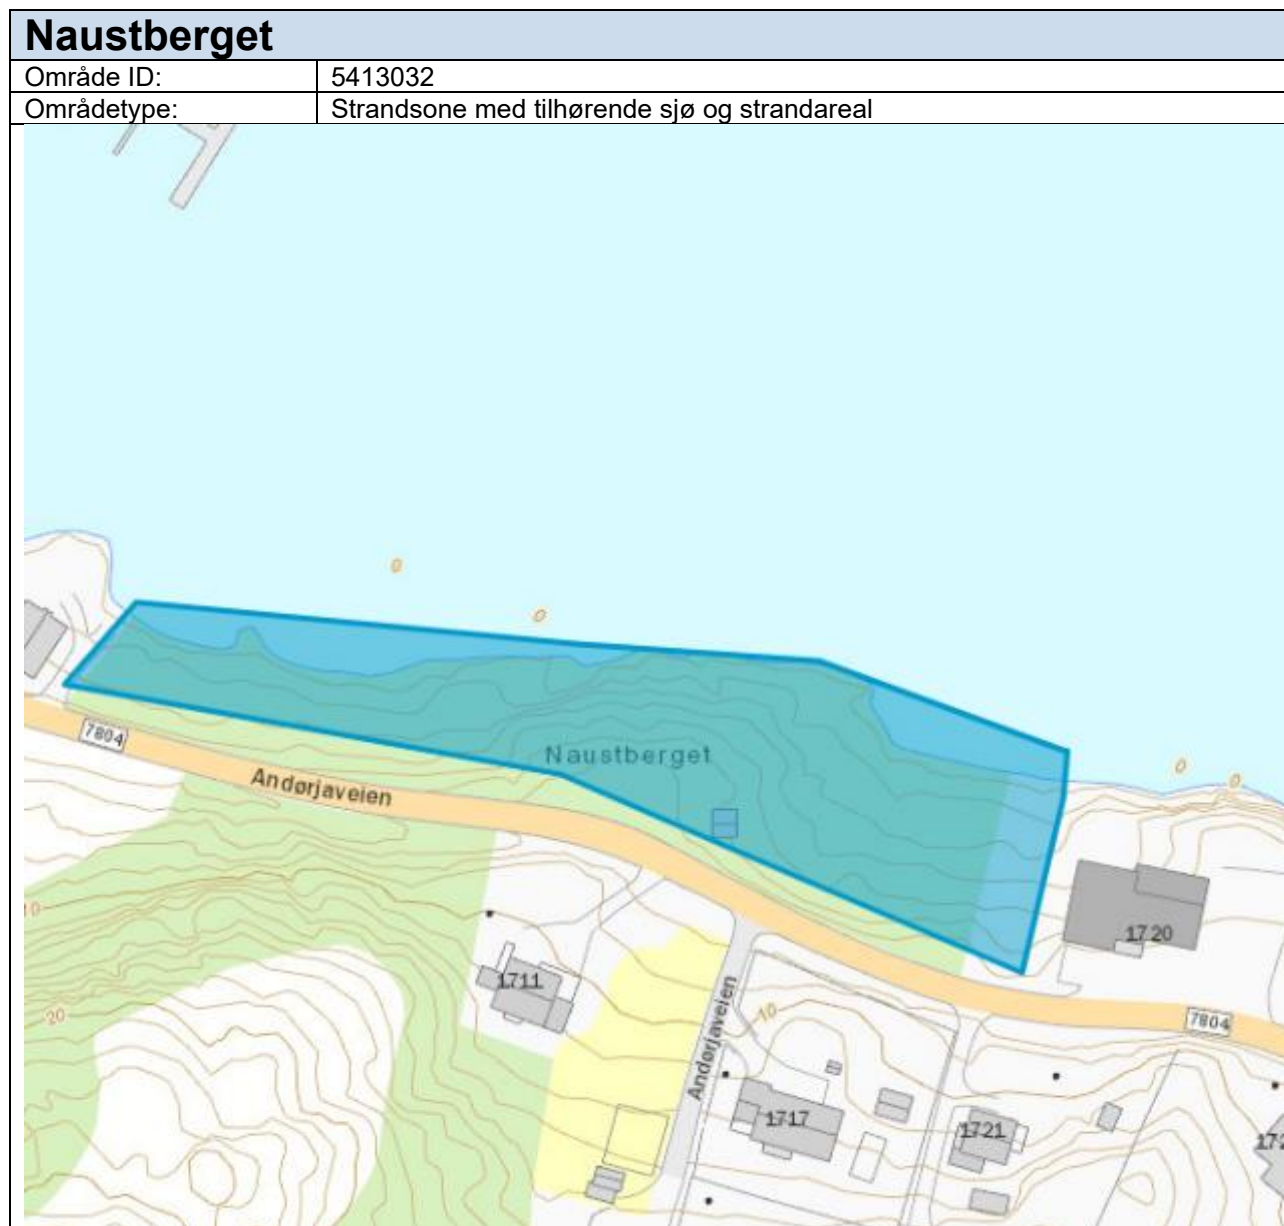 Naustberget
Område ID: 5413032
Områdetype: Strandsone med tilhørende sjø og strandareal
0
0
7804
Naustberget
0
0
Andørjaveien
10
1720
1711
20
Andørjaveien
10
7804
1717
1721